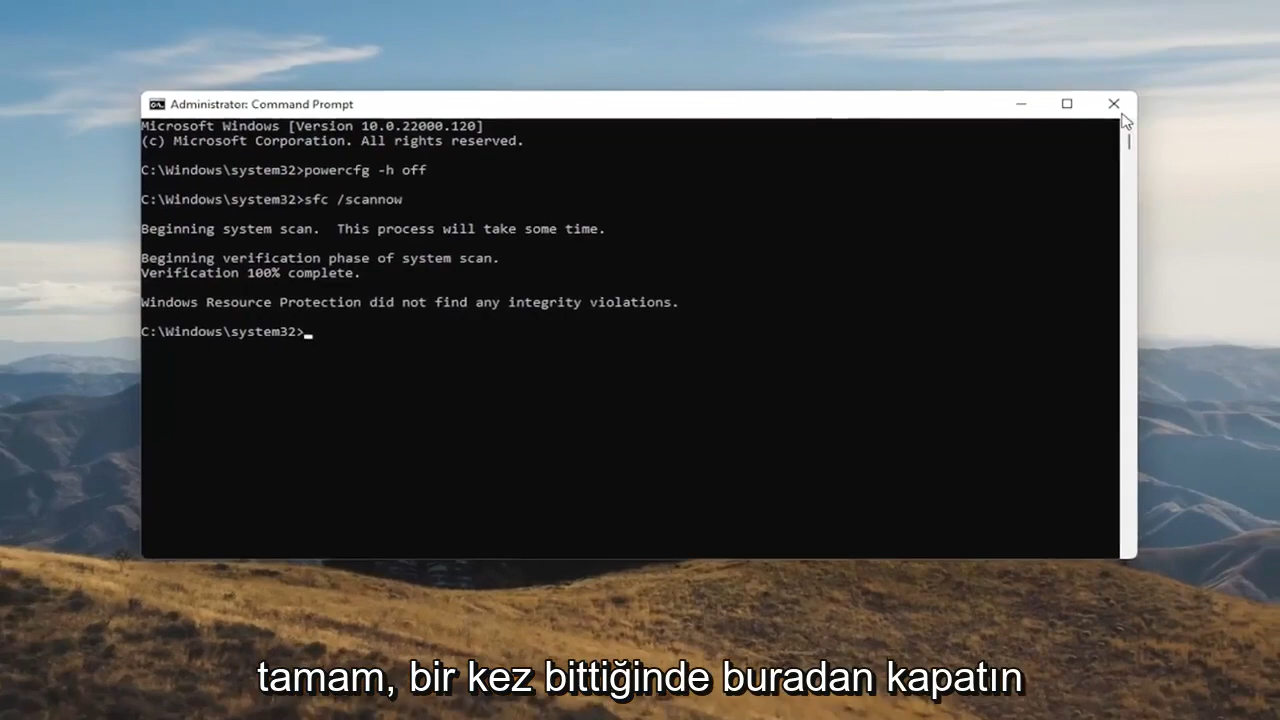 Administrator: Command Prompt
Microsoft Windows [Version 10.0.22000.120]
(c) Microsoft Corporation. All rights reserved.
C:\Windows\system32>powercfg -h off
C:\Windows\system32>sfc /scannow
Beginning system scan.  This process will take some time.
Beginning verification phase of system scan.
Verification 100% complete.
Windows Resource Protection did not find any integrity violations.
C:\Windows\system32>
tamam, bir kez bittiğinde buradan kapatın